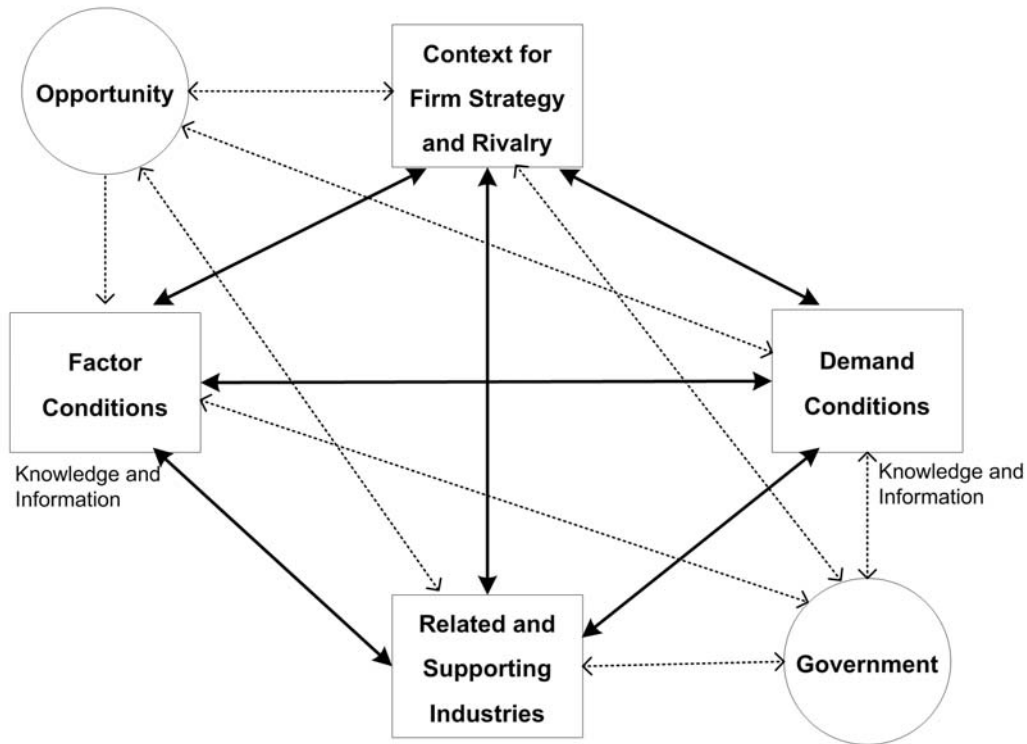 Opportunity
Context for
Firm Strategy
and Rivalry
Factor
Conditions
Knowledge and
Information
Demand
Conditions
Knowledge and
Information
Related and
Supporting
Industries
Government